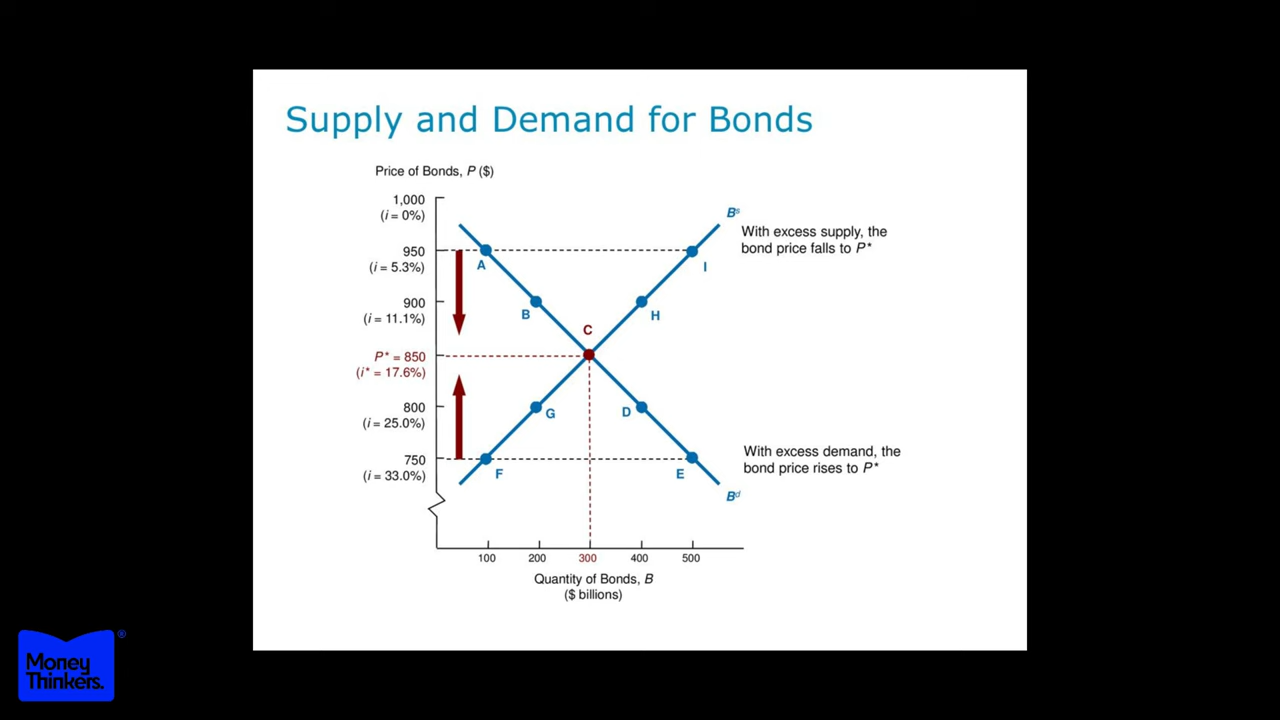 Supply and Demand for Bonds
Price of Bonds, P ($)
1,000
(i = 0%)
Bˢ
With excess supply, the
bond price falls to P*
950
(i = 5.3%)
A
I
900
(i = 11.1%)
B
H
C
P* = 850
(i* = 17.6%)
800
(i = 25.0%)
G
D
With excess demand, the
bond price rises to P*
750
(i = 33.0%)
F
E
Bᵈ
100 200 300 400 500
Quantity of Bonds, B
($ billions)
Money
Thinkers.
®